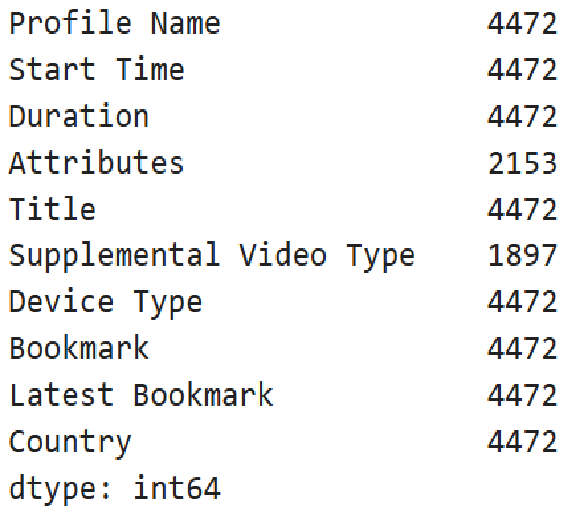 Profile Name 4472
Start Time 4472
Duration 4472
Attributes 2153
Title 4472
Supplemental Video Type 1897
Device Type 4472
Bookmark 4472
Latest Bookmark 4472
Country 4472
dtype: int64